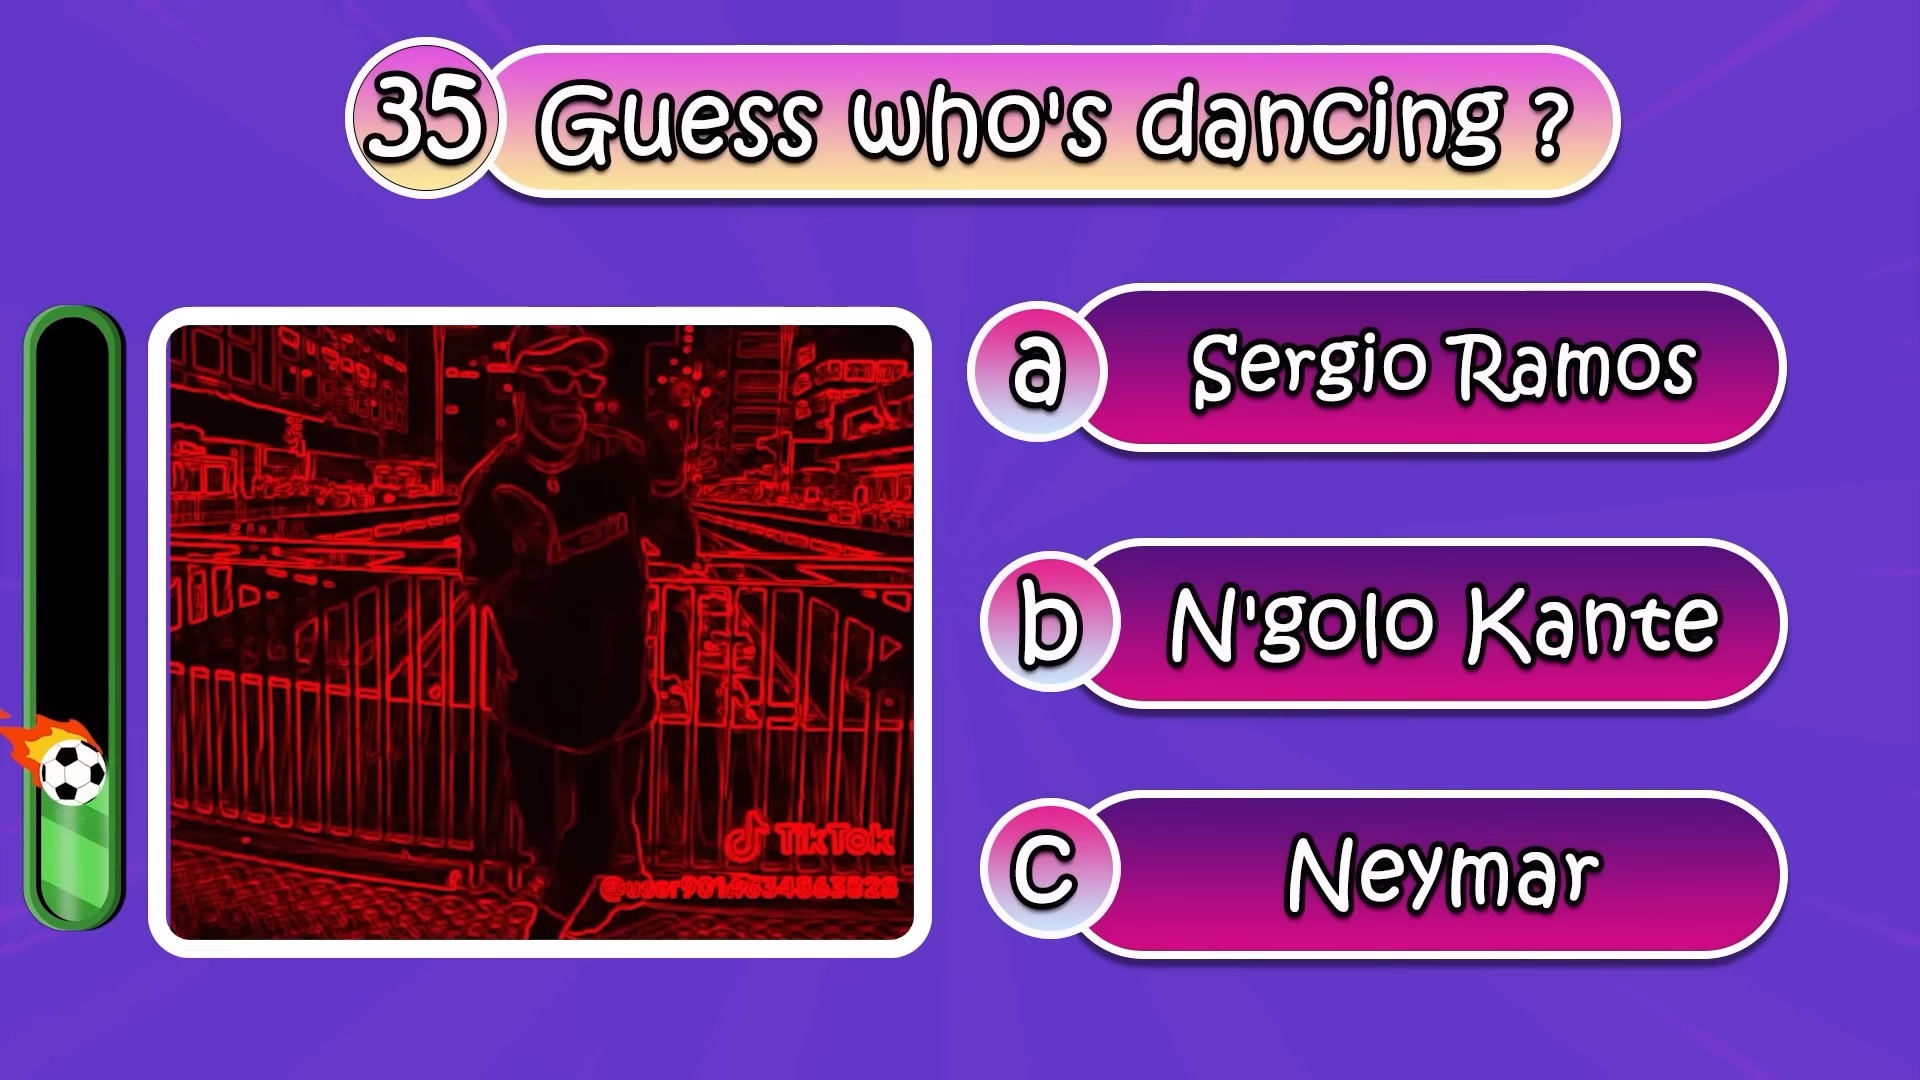 35 Guess who's dancing ?
a Sergio Ramos
b N'golo Kante
c Neymar
TikTok